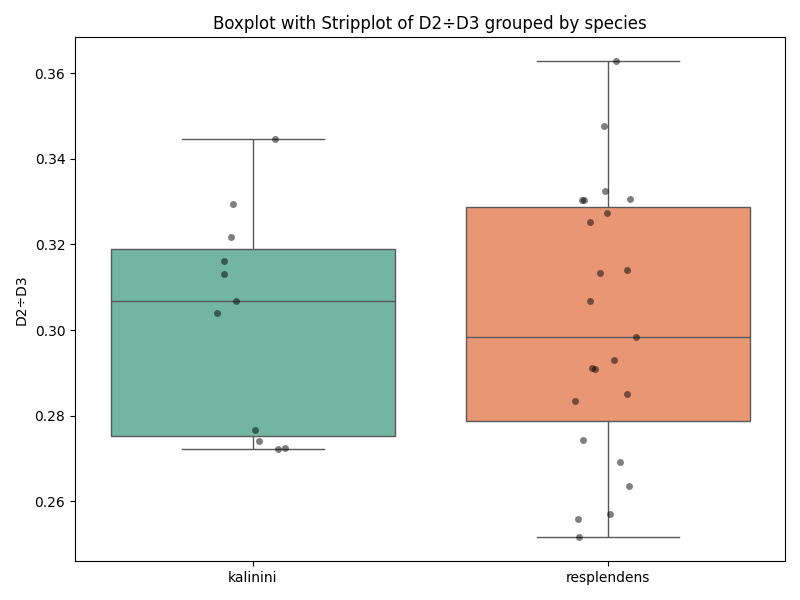 Boxplot with Stripplot of D2÷D3 grouped by species
0.36
0.34
0.32
0.30
0.28
0.26
D2÷D3
kalinini
resplendens